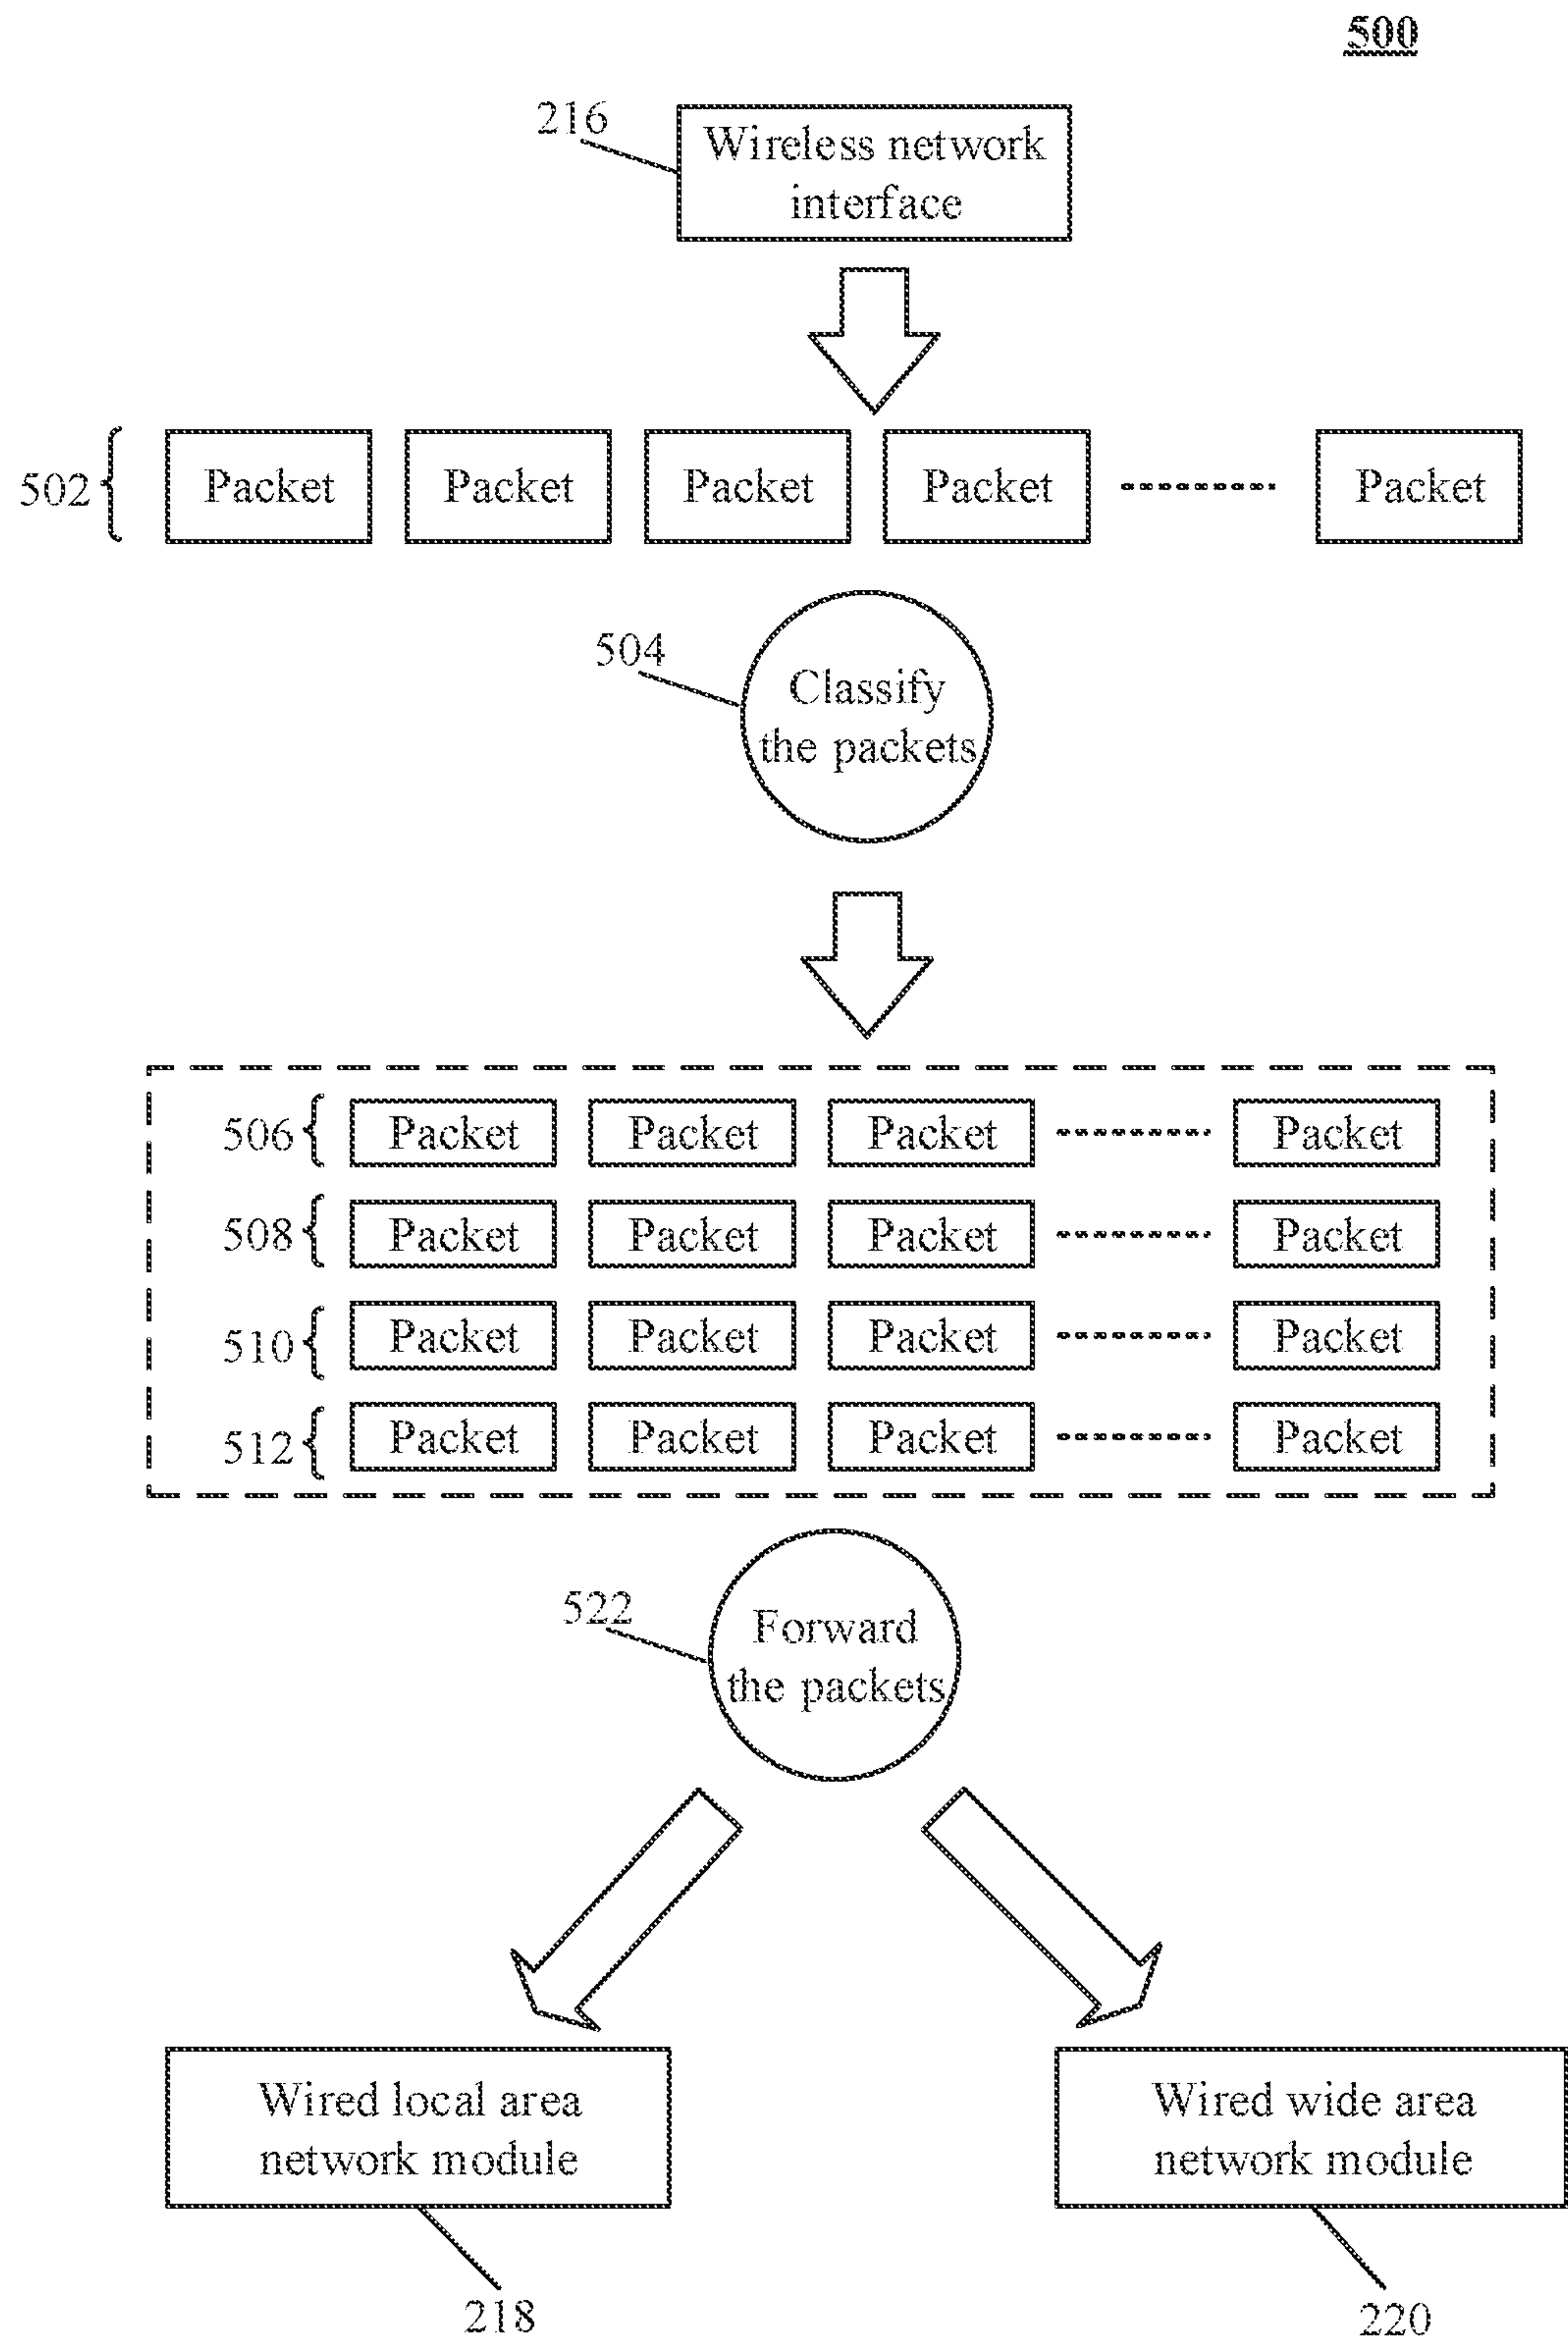 500
216
Wireless network
interface
502
Packet Packet Packet Packet Packet
504
Classify
the packets
506 Packet Packet Packet Packet
508 Packet Packet Packet Packet
510 Packet Packet Packet Packet
512 Packet Packet Packet Packet
522
Forward
the packets
Wired local area
network module
Wired wide area
network module
218
220